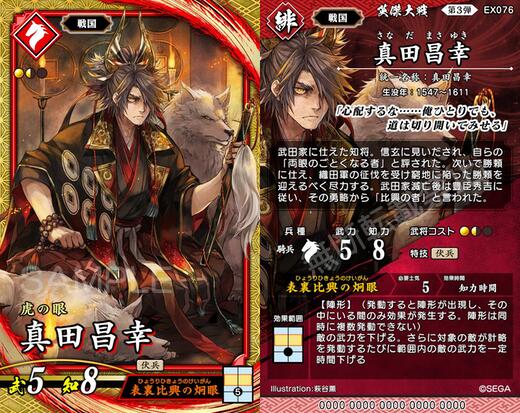 戦国
SAMPLE
虎の眼
真田昌幸
伏兵
武5 知8
ひょうりひきょうのけいがん
表裏比興の炯眼
5
絆
戦国
英傑大戦
第3弾
EX076
さなだまさゆき
真田昌幸
統一名称:真田昌幸
生没年:1547〜1611
「心配するな……俺ひとりでも、
道は切り開いてみせる」
武田家に仕えた知将。信玄に見いだされ、自らの
「両眼のごとくなる者」と評された。次いで勝頼
に仕え、織田軍の征伐を受け窮地に陥った勝頼を
迎えるべく尽力する。武田家滅亡後は豊臣秀吉に
従い、その勇略から「比興の者」と言われた。
兵種 武力 知力 武将コスト
騎兵 5 8 特技 伏兵
ひょうりひきょうのけいがん
表裏比興の炯眼
必要士気 5
効果時間 知力時間
効果範囲
【陣形】(発動すると陣形が出現し、その
中にいる間のみ効果が発生する。陣形は同
時に複数発動できない)
敵の武力を下げる。さらに対象の敵が計略
を発動するたびに範囲内の敵の武力を一定
時間下げる
Illustration:萩谷薫
©SEGA
0000 0000-0000 0000-0000 0000